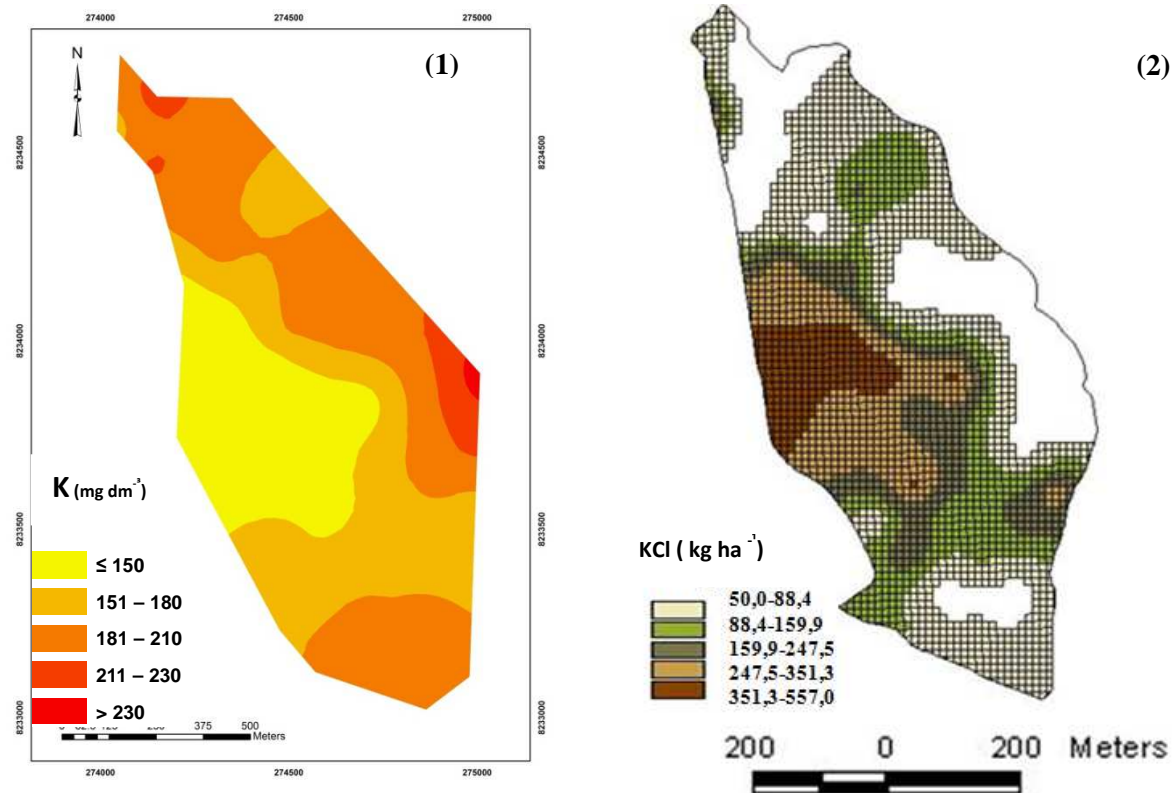 274000 274500 275000
(1)
N
8234500 8234500
8234000 8234000
8233500 8233500
8233000 8233000
K (mg dm⁻³)
≤ 150
151 – 180
181 – 210
211 – 230
> 230
375 500
Meters
274000 274500 275000
(2)
KCl ( kg ha ⁻¹)
50,0-88,4
88,4-159,9
159,9-247,5
247,5-351,3
351,3-557,0
200 0 200 Meters